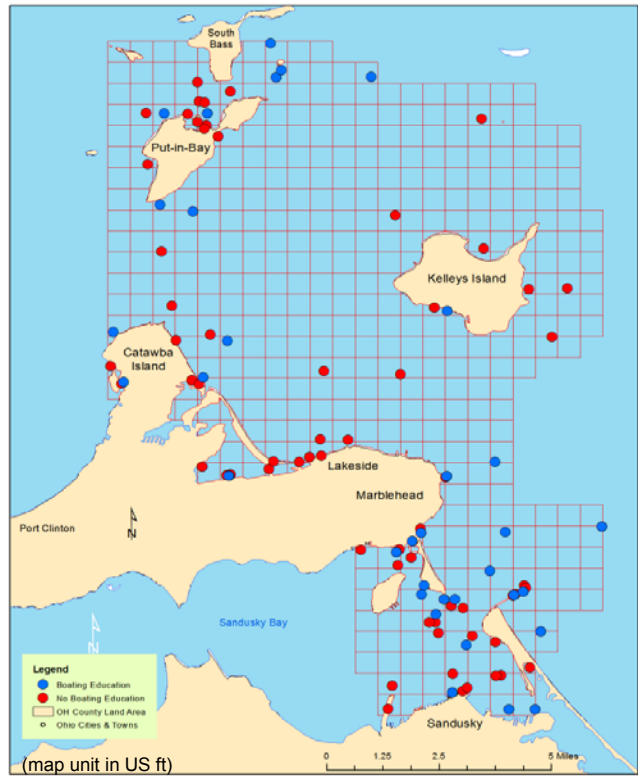 South
Bass
Put-in-Bay
Kelleys Island
Catawba
Island
Lakeside
Marblehead
Port Clinton
N
N
Sandusky Bay
Legend
Boating Education
No Boating Education
OH County Land Area
Ohio Cities & Towns
Sandusky
(map unit in US ft)
0 1.25 2.5 5 Miles